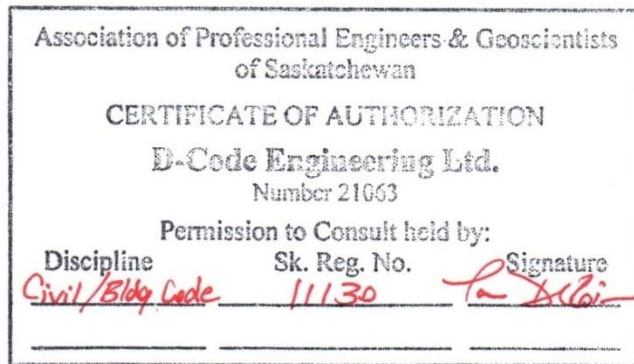 Association of Professional Engineers & Geoscientists
of Saskatchewan
CERTIFICATE OF AUTHORIZATION
D-Code Engineering Ltd.
Number 21063
Permission to Consult held by:
Discipline Sk. Reg. No. Signature
Civil/Bldg Code 11130